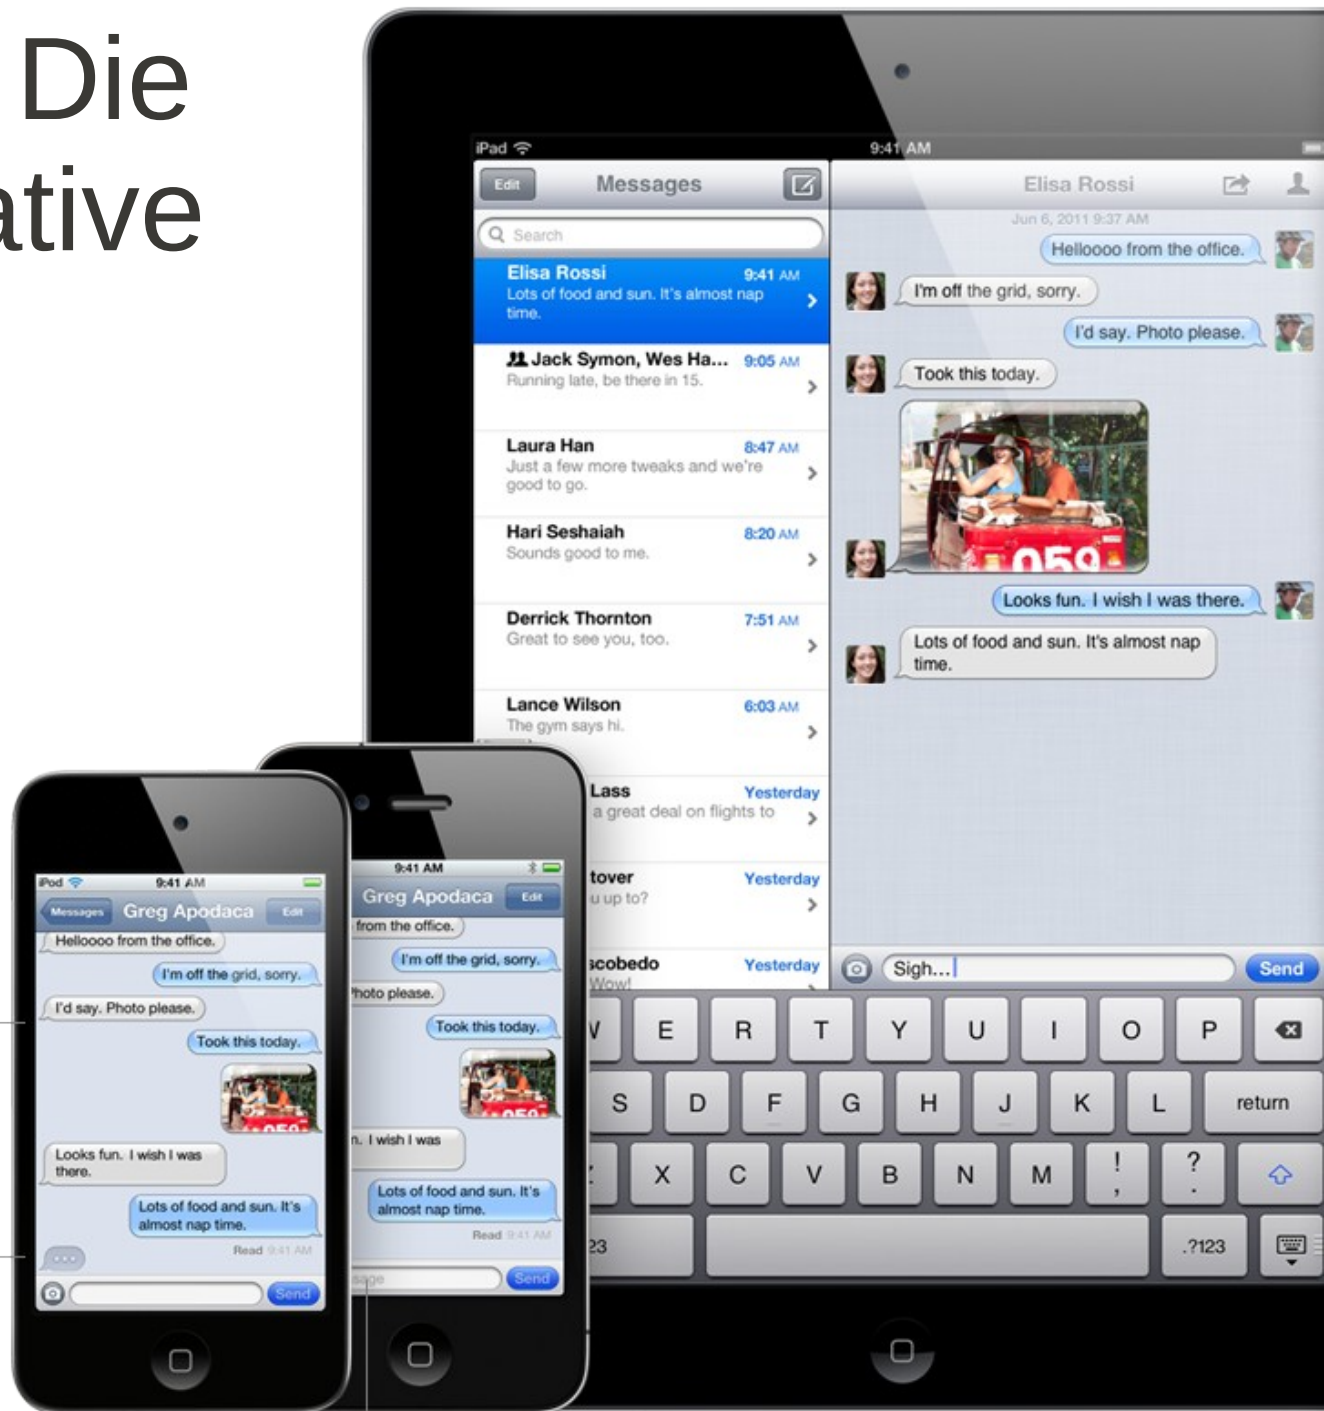 Die
ative
iPad
9:41 AM
Edit
Messages
Elisa Rossi
Search
Jun 6, 2011 9:37 AM
Elisa Rossi
9:41 AM
Lots of food and sun. It's almost nap
time.
Jack Symon, Wes Ha...
9:05 AM
Running late, be there in 15.
Laura Han
8:47 AM
Just a few more tweaks and we're
good to go.
Hari Seshaiah
8:20 AM
Sounds good to me.
Derrick Thornton
7:51 AM
Great to see you, too.
Lance Wilson
6:03 AM
The gym says hi.
Lass
Yesterday
a great deal on flights to
tover
Yesterday
u up to?
scobedo
Yesterday
Wow!
Helloooo from the office.
I'm off the grid, sorry.
I'd say. Photo please.
Took this today.
059
Looks fun. I wish I was there.
Lots of food and sun. It's almost nap
time.
Sigh...
Send
E R T Y U I O P
S D F G H J K L return
X C V B N M ! , ? .
23
.?123
iPod
9:41 AM
Messages
Greg Apodaca
Edit
Helloooo from the office.
I'm off the grid, sorry.
I'd say. Photo please.
Took this today.
059
Looks fun. I wish I was
there.
Lots of food and sun. It's
almost nap time.
Read 9:41 AM
Send
9:41 AM
Greg Apodaca
Edit
from the office.
I'm off the grid, sorry.
Photo please.
Took this today.
059
n. I wish I was
Lots of food and sun. It's
almost nap time.
Read 9:41 AM
sage
Send